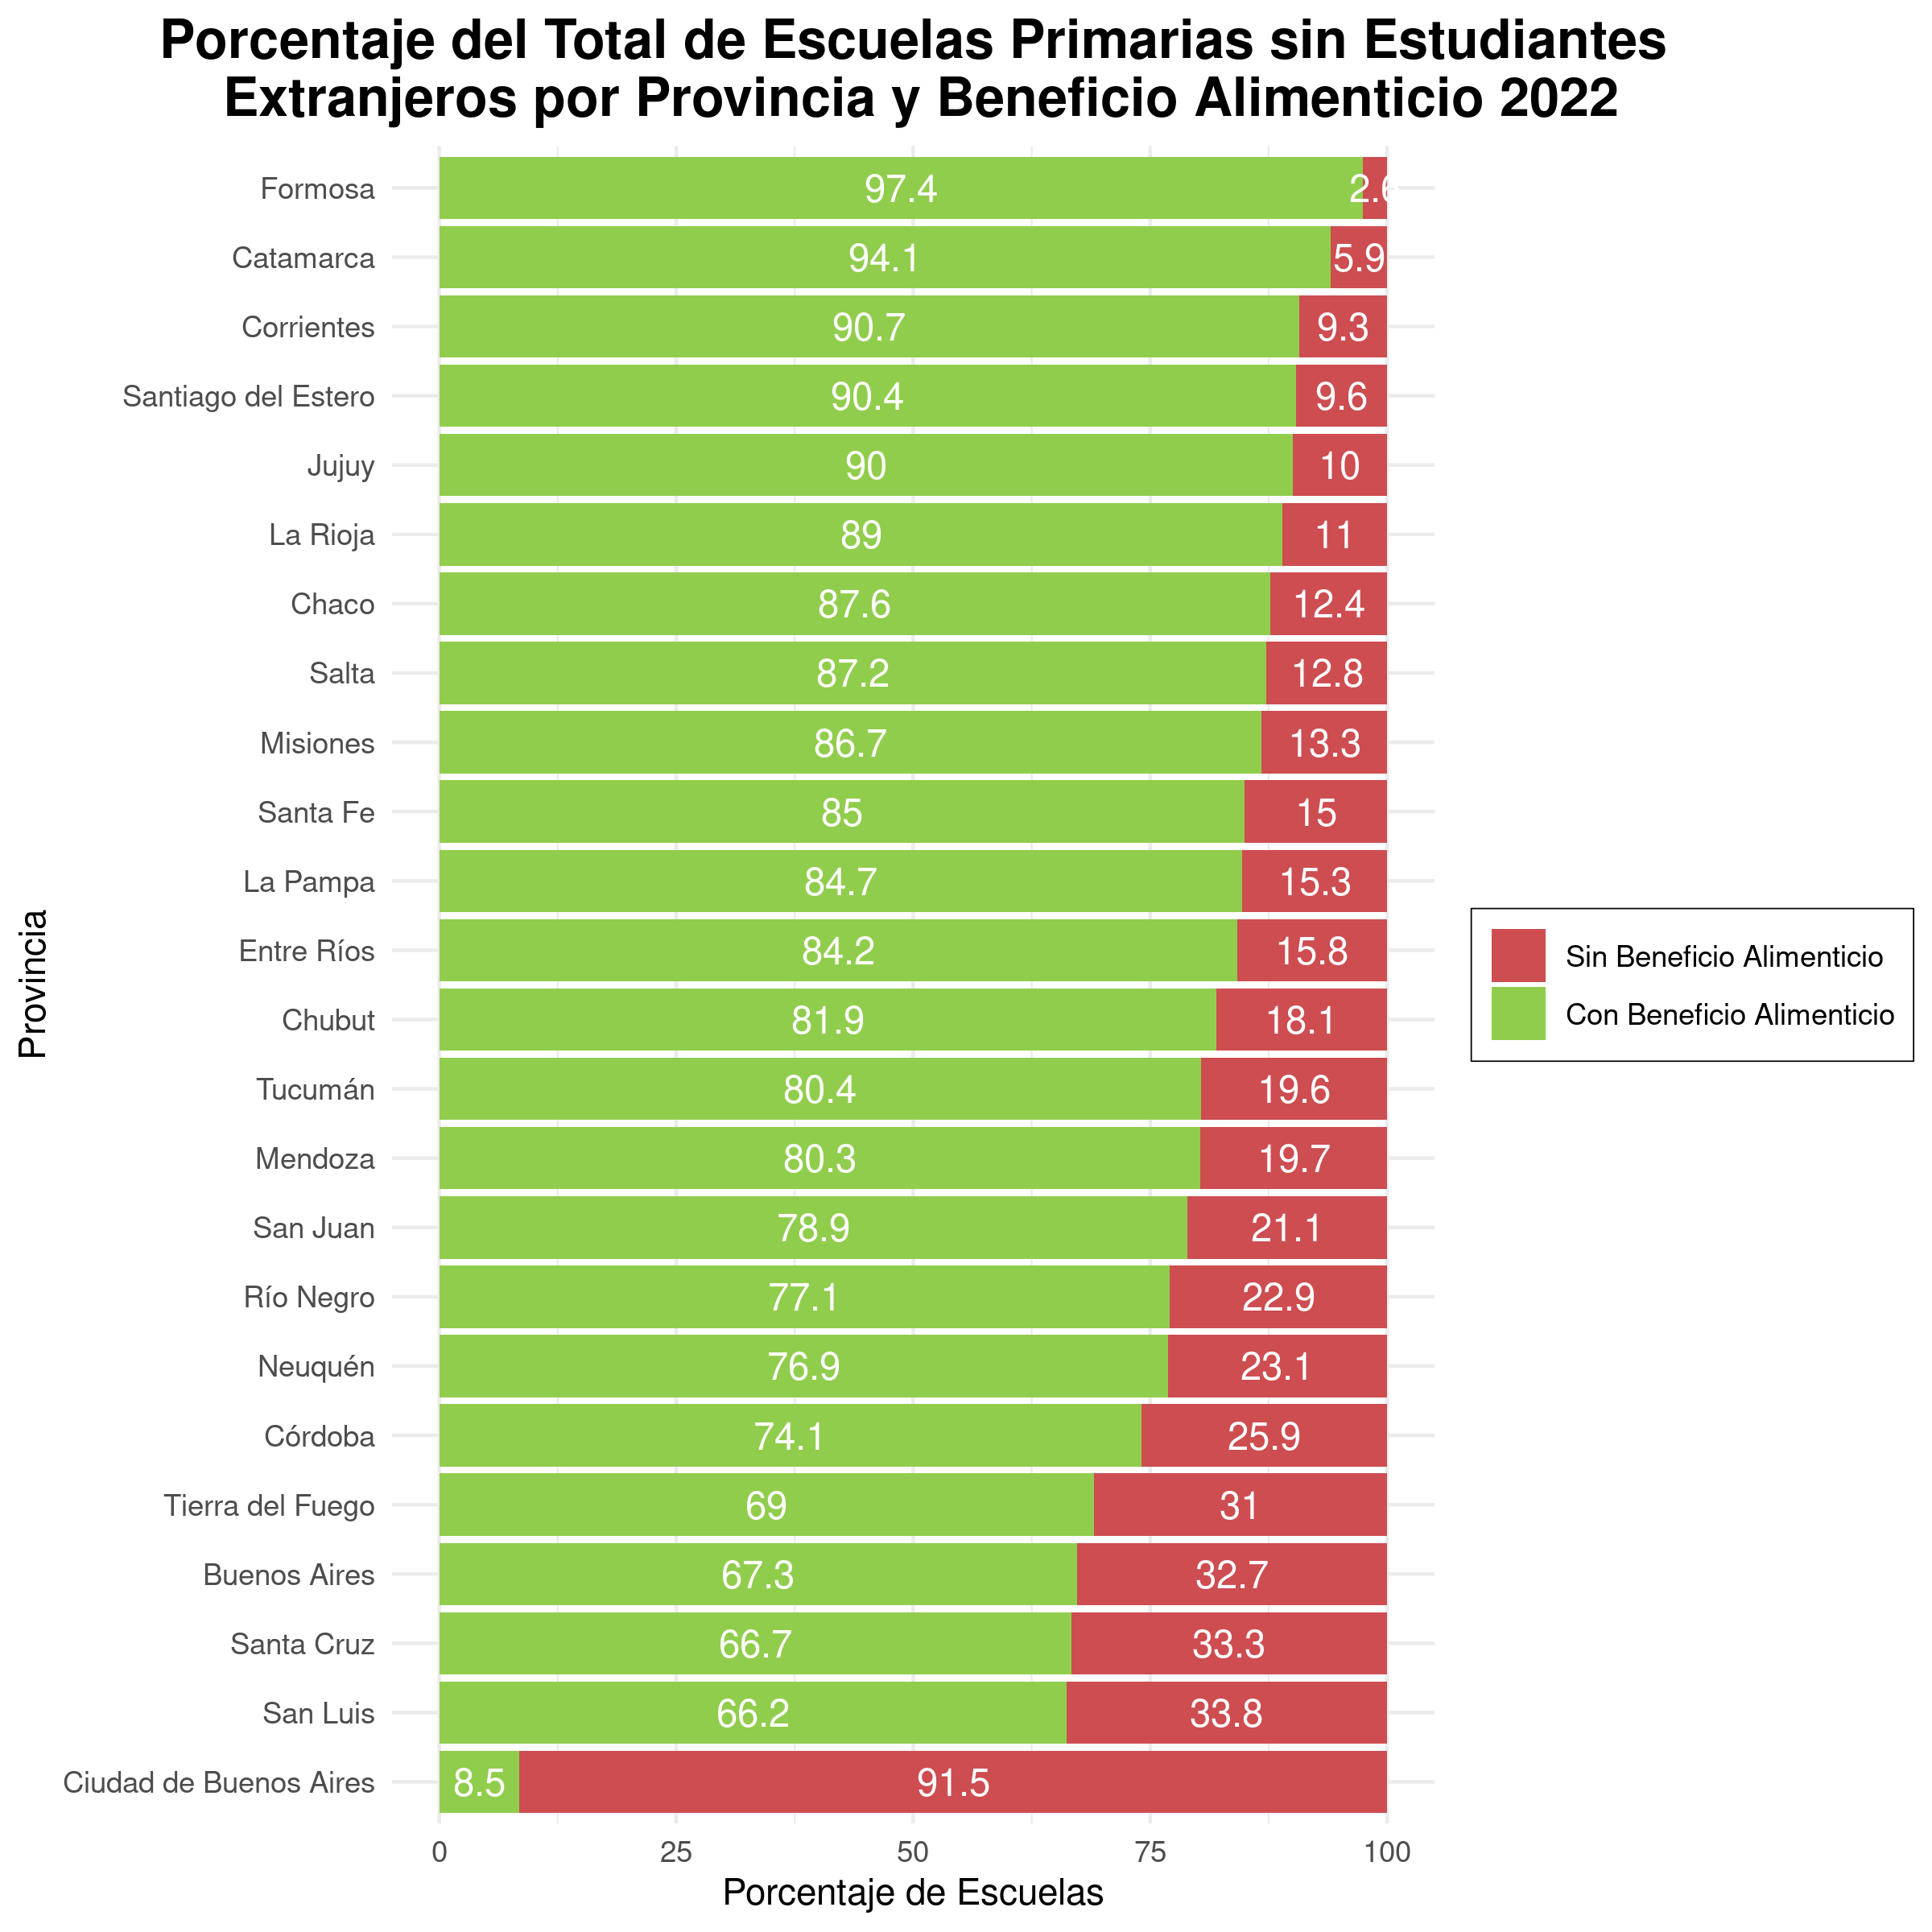 Porcentaje del Total de Escuelas Primarias sin Estudiantes
Extranjeros por Provincia y Beneficio Alimenticio 2022
Provincia
Formosa 97.4 2.6
Catamarca 94.1 5.9
Corrientes 90.7 9.3
Santiago del Estero 90.4 9.6
Jujuy 90 10
La Rioja 89 11
Chaco 87.6 12.4
Salta 87.2 12.8
Misiones 86.7 13.3
Santa Fe 85 15
La Pampa 84.7 15.3
Entre Ríos 84.2 15.8
Chubut 81.9 18.1
Tucumán 80.4 19.6
Mendoza 80.3 19.7
San Juan 78.9 21.1
Río Negro 77.1 22.9
Neuquén 76.9 23.1
Córdoba 74.1 25.9
Tierra del Fuego 69 31
Buenos Aires 67.3 32.7
Santa Cruz 66.7 33.3
San Luis 66.2 33.8
Ciudad de Buenos Aires 8.5 91.5
0 25 50 75 100
Porcentaje de Escuelas
Sin Beneficio Alimenticio
Con Beneficio Alimenticio